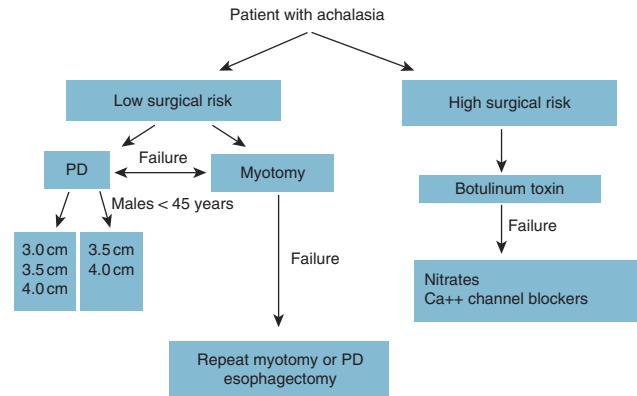 Patient with achalasia
Low surgical risk
High surgical risk
PD
Failure
Myotomy
Botulinum toxin
Males < 45 years
Failure
3.0 cm
3.5 cm
4.0 cm
3.5 cm
4.0 cm
Failure
Nitrates
Ca++ channel blockers
Repeat myotomy or PD
esophagectomy